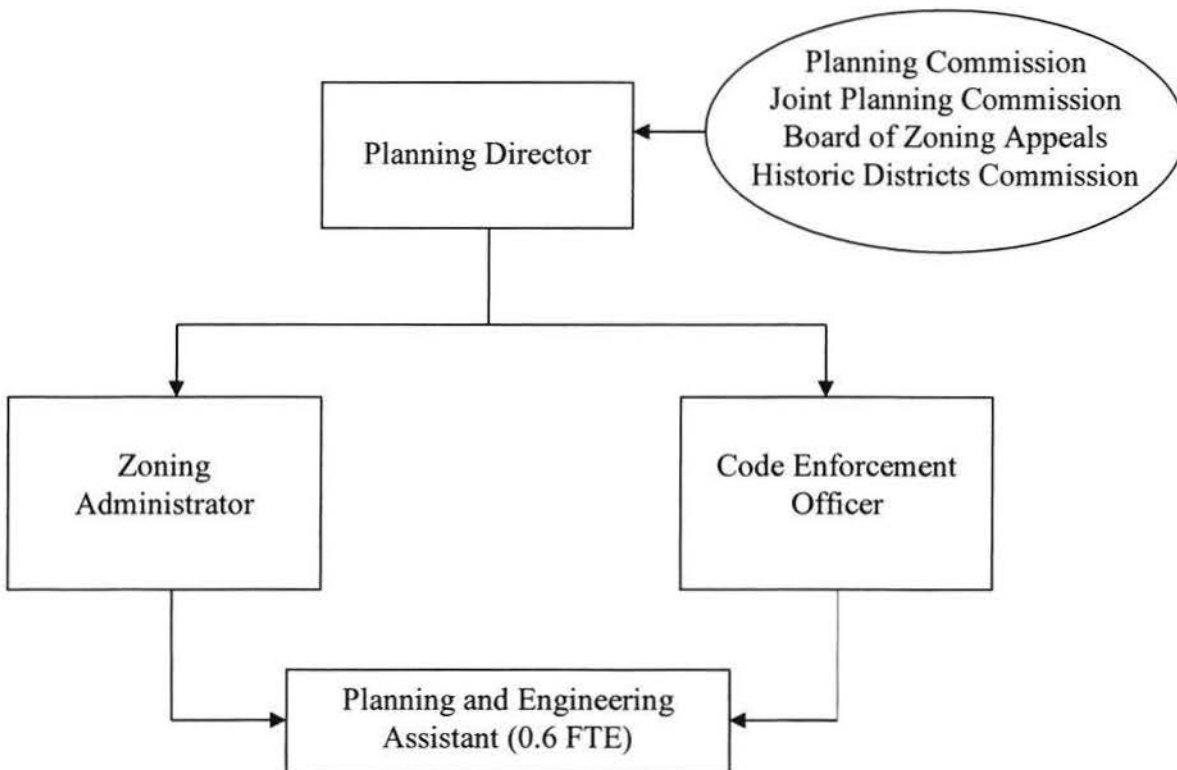 Planning Commission
Joint Planning Commission
Board of Zoning Appeals
Historic Districts Commission
Planning Director
Zoning
Administrator
Code Enforcement
Officer
Planning and Engineering
Assistant (0.6 FTE)